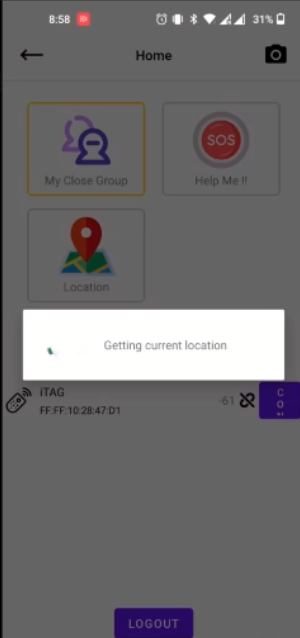 8:58
31%
Home
SOS
My Close Group
Help Me !!
Location
Getting current location
iTAG
-61
FF:FF:10:28:47:D1
LOGOUT